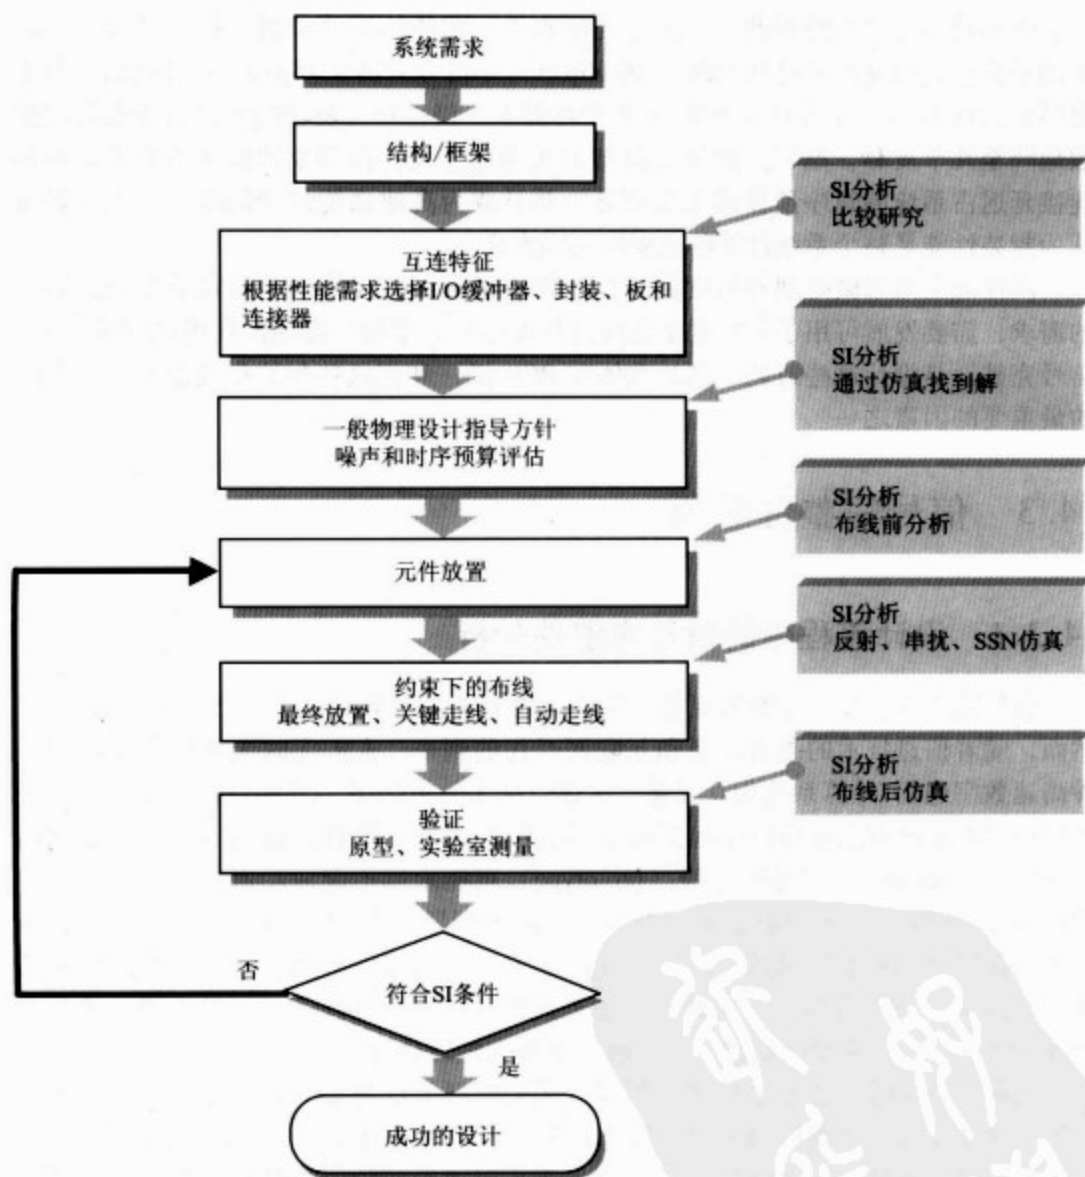 系统需求
结构/框架
SI分析
比较研究
互连特征
根据性能需求选择I/O缓冲器、封装、板和
连接器
SI分析
通过仿真找到解
一般物理设计指导方针
噪声和时序预算评估
SI分析
布线前分析
元件放置
SI分析
反射、串扰、SSN仿真
约束下的布线
最终放置、关键走线、自动走线
SI分析
布线后仿真
验证
原型、实验室测量
否
符合SI条件
是
成功的设计